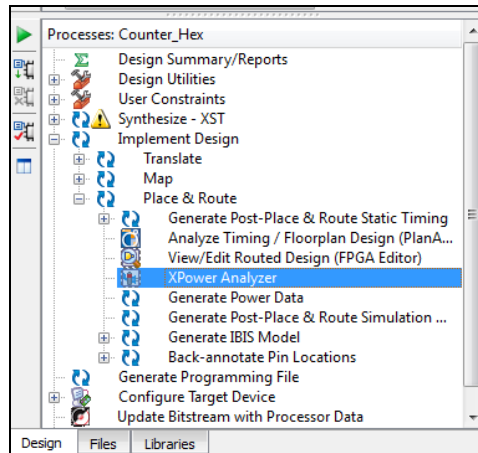 Processes: Counter_Hex
Design Summary/Reports
Design Utilities
User Constraints
Synthesize - XST
Implement Design
Translate
Map
Place & Route
Generate Post-Place & Route Static Timing
Analyze Timing / Floorplan Design (PlanA...
View/Edit Routed Design (FPGA Editor)
XPower Analyzer
Generate Power Data
Generate Post-Place & Route Simulation ...
Generate IBIS Model
Back-annotate Pin Locations
Generate Programming File
Configure Target Device
Update Bitstream with Processor Data
Design Files Libraries